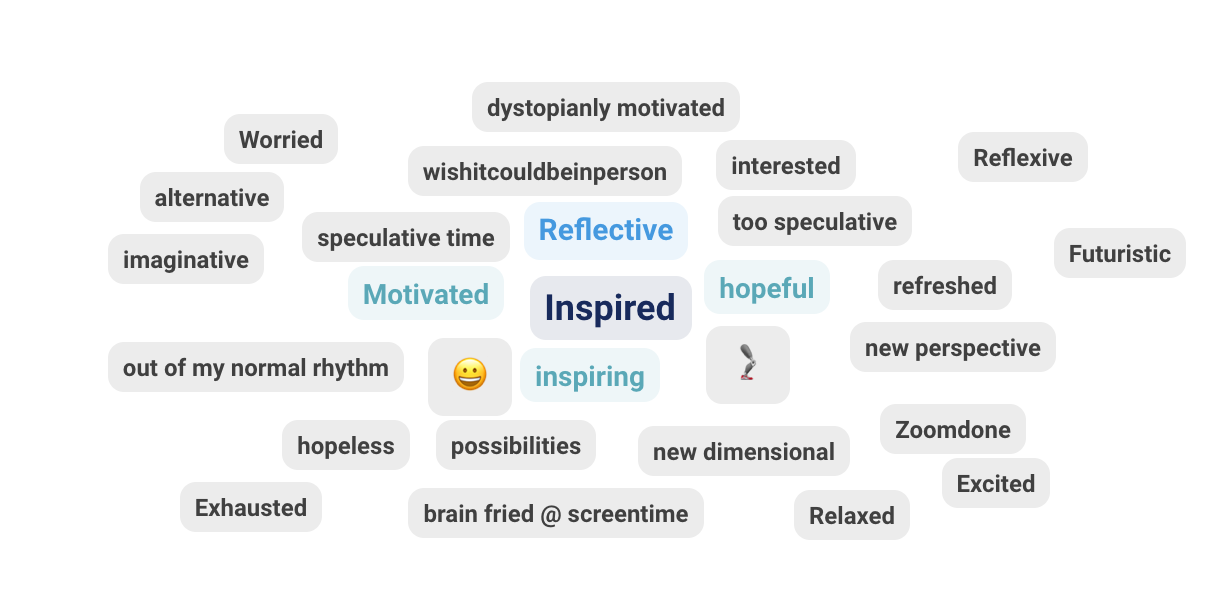 dystopianly motivated
Worried
wishitcouldbeinperson
interested
Reflexive
alternative
speculative time
Reflective
too speculative
imaginative
Futuristic
Motivated
Inspired
hopeful
refreshed
out of my normal rhythm
😀
inspiring
🦿
new perspective
hopeless
possibilities
new dimensional
Zoomdone
Excited
Exhausted
brain fried @ screentime
Relaxed